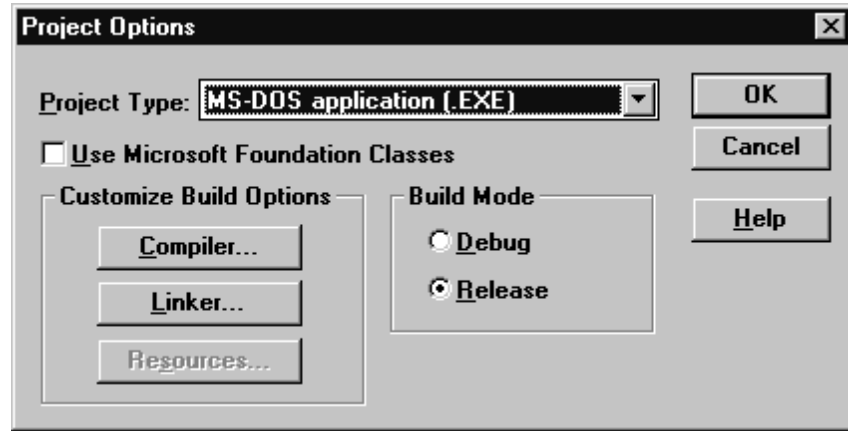 Project Options
Project Type: MS-DOS application (.EXE)
OK
Use Microsoft Foundation Classes
Cancel
Customize Build Options
Build Mode
Help
Compiler...
Debug
Linker...
Release
Resources...